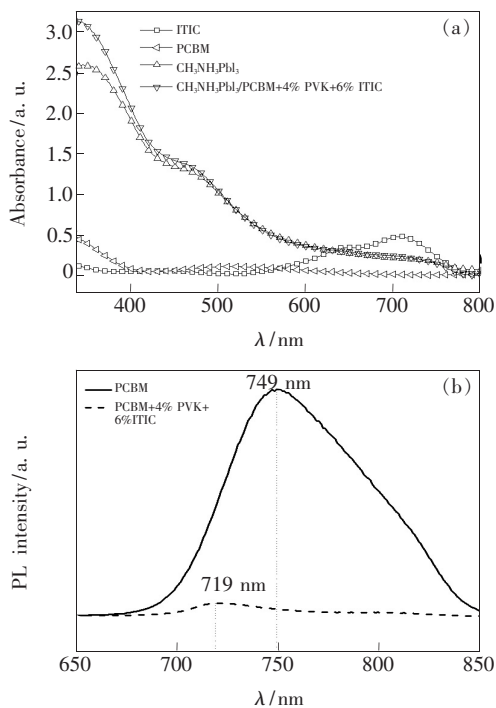 (a)
ITIC
PCBM
CH₃NH₃PbI₃
CH₃NH₃PbI₃/PCBM+4% PVK+6% ITIC
Absorbance/a. u.
3.0
2.5
2.0
1.5
1.0
0.5
0
400 500 600 700 800
λ/nm
(b)
PCBM
PCBM+4% PVK+
6%ITIC
749 nm
719 nm
PL intensity/a. u.
650 700 750 800 850
λ/nm